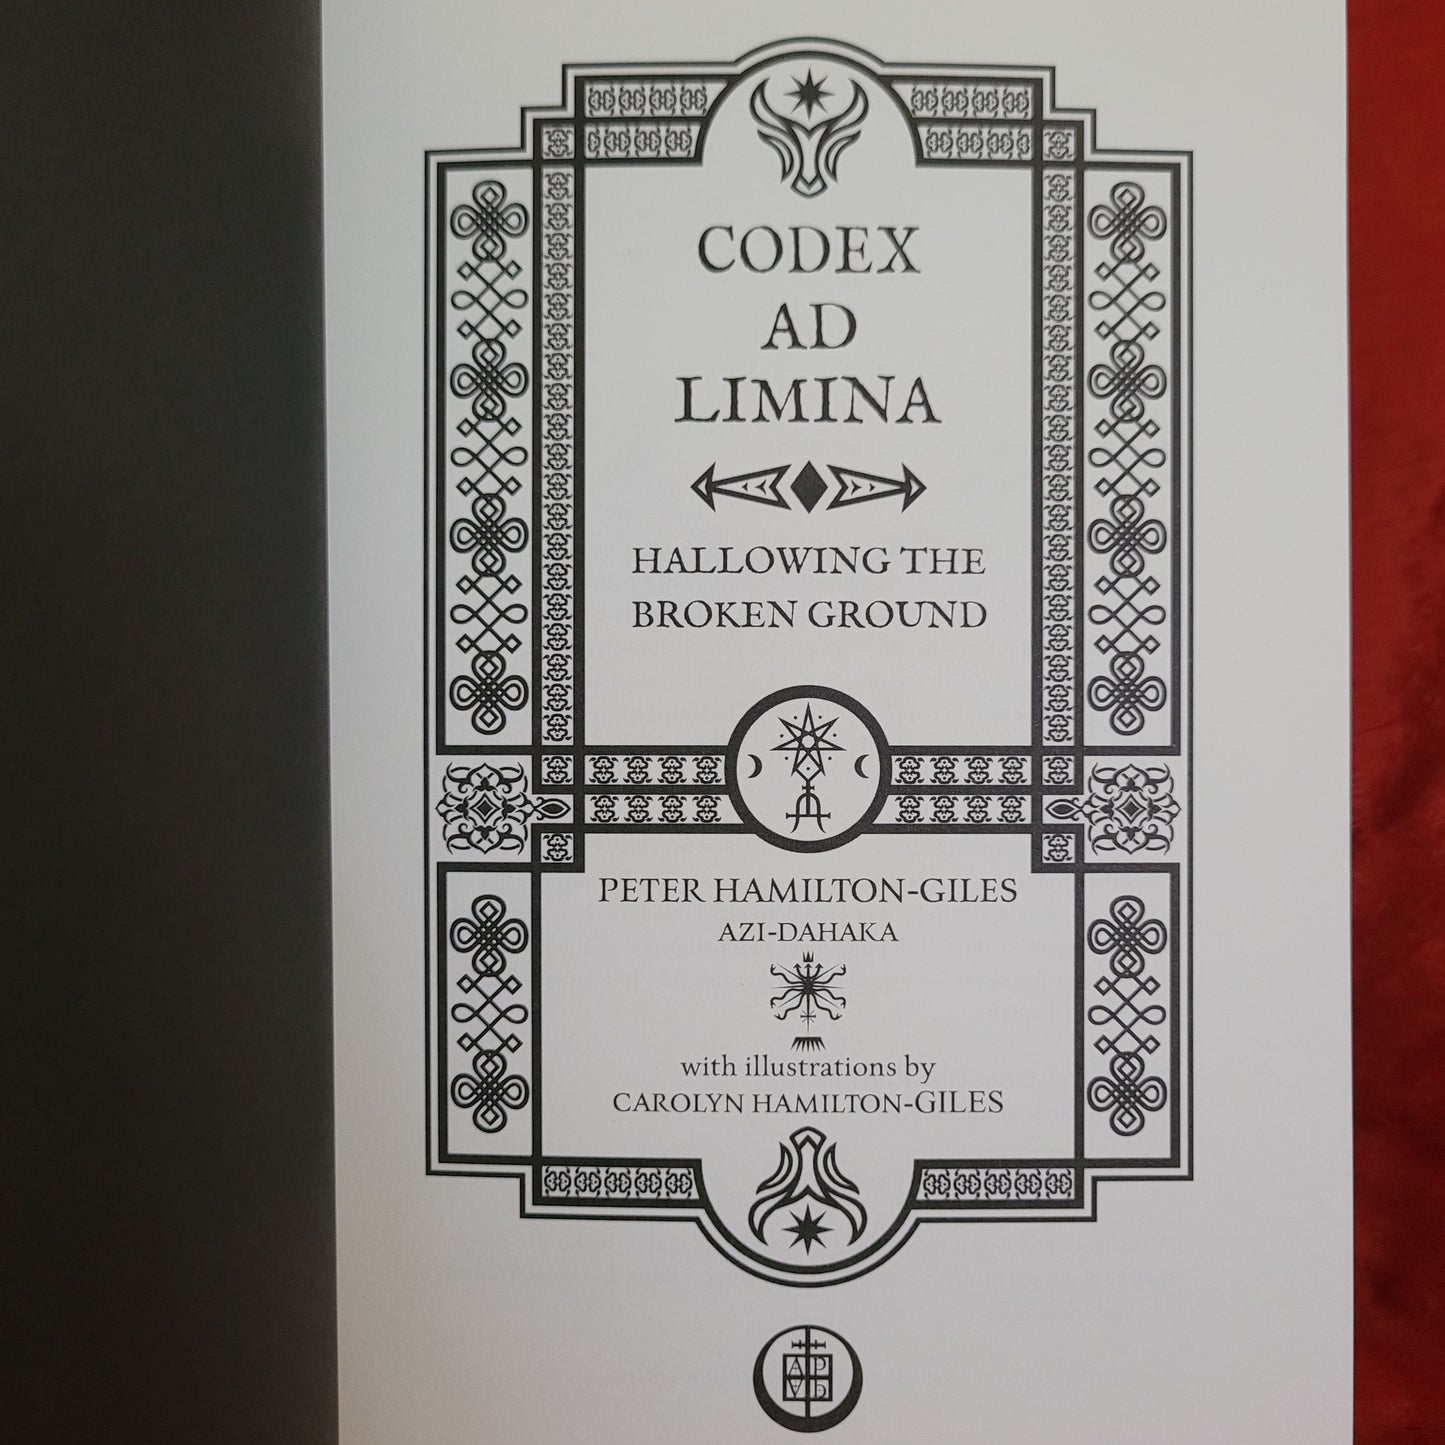 CODEX
AD
LIMINA
HALLOWING THE
BROKEN GROUND
PETER HAMILTON-GILES
AZI-DAHAKA
with illustrations by
CAROLYN HAMILTON-GILES
A P